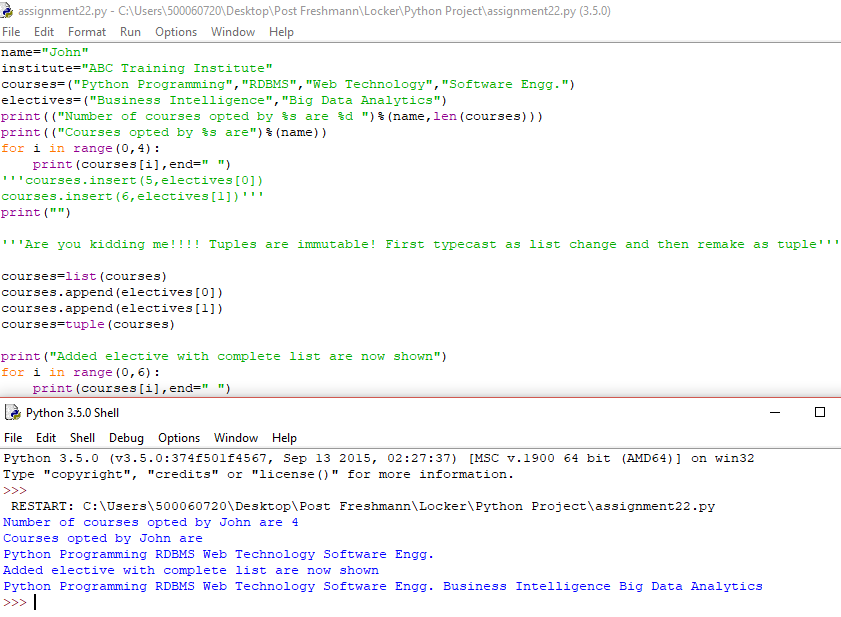 assignment22.py - C:\Users\500060720\Desktop\Post Freshmann\Locker\Python Project\assignment22.py (3.5.0)
File Edit Format Run Options Window Help
name="John"
institute="ABC Training Institute"
courses=("Python Programming","RDBMS","Web Technology","Software Engg.")
electives=("Business Intelligence","Big Data Analytics")
print(("Number of courses opted by %s are %d ")%(name,len(courses)))
print(("Courses opted by %s are")%(name))
for i in range(0,4):
    print(courses[i],end=" ")
'''courses.insert(5,electives[0])
courses.insert(6,electives[1])'''
print("")
'''Are you kidding me!!!! Tuples are immutable! First typecast as list change and then remake as tuple'''
courses=list(courses)
courses.append(electives[0])
courses.append(electives[1])
courses=tuple(courses)
print("Added elective with complete list are now shown")
for i in range(0,6):
    print(courses[i],end=" ")
Python 3.5.0 Shell
File Edit Shell Debug Options Window Help
Python 3.5.0 (v3.5.0:374f501f4567, Sep 13 2015, 02:27:37) [MSC v.1900 64 bit (AMD64)] on win32
Type "copyright", "credits" or "license()" for more information.
>>>
 RESTART: C:\Users\500060720\Desktop\Post Freshmann\Locker\Python Project\assignment22.py
Number of courses opted by John are 4
Courses opted by John are
Python Programming RDBMS Web Technology Software Engg.
Added elective with complete list are now shown
Python Programming RDBMS Web Technology Software Engg. Business Intelligence Big Data Analytics
>>>